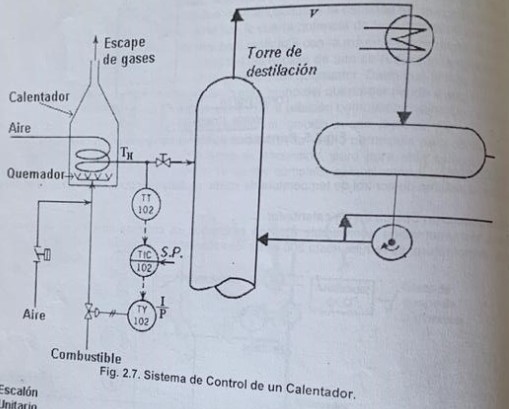 V
Escape
de gases
Torre de
destilación
Calentador
Aire
T_H
Quemador
TT
102
TIC
102
S.P.
TY
102
I
P
Aire
Combustible
Fig. 2.7. Sistema de Control de un Calentador.
Escalón
Unitario